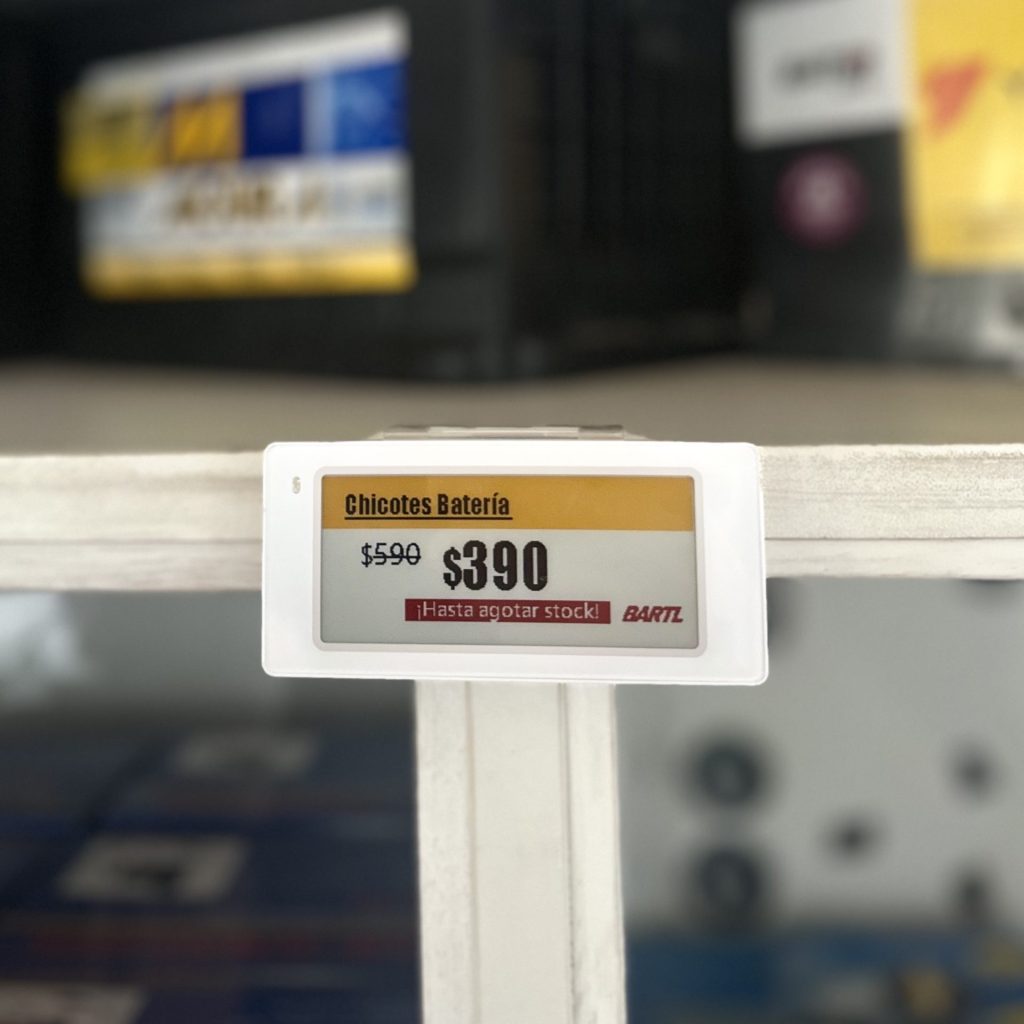 Chicotes Batería
$590 $390
¡Hasta agotar stock!
BARTL